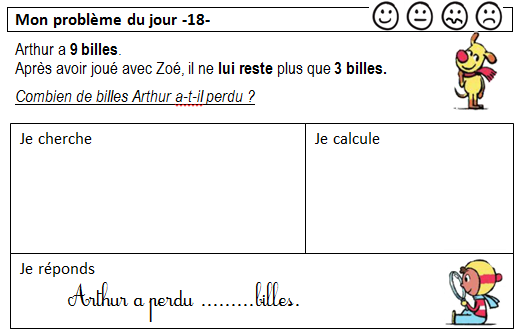 Mon problème du jour -18-
Arthur a 9 billes.
Après avoir joué avec Zoé, il ne lui reste plus que 3 billes.
Combien de billes Arthur a-t-il perdu ?
Je cherche
Je calcule
Je réponds
Arthur a perdu .........billes.